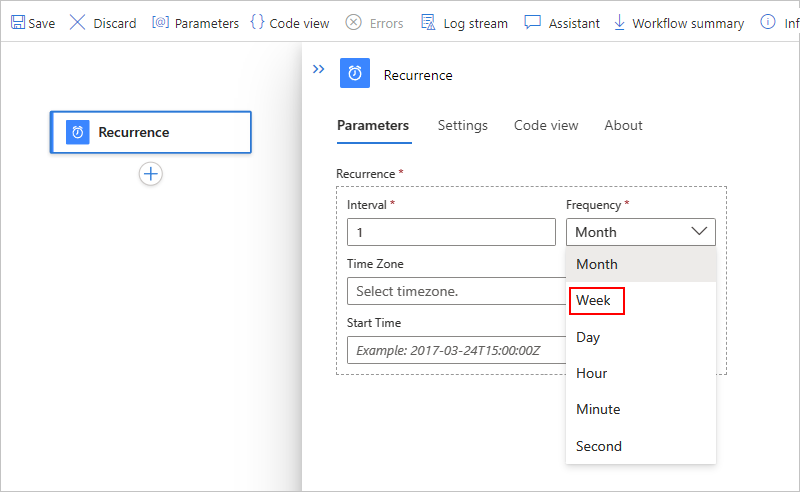 Save Discard Parameters Code view Errors Log stream Assistant Workflow summary Inf
Recurrence
Recurrence
Parameters Settings Code view About
Recurrence *
Interval * Frequency *
1 Month
Time Zone Month
Select timezone. Week
Start Time Day
Example: 2017-03-24T15:00:00Z
Hour
Minute
Second